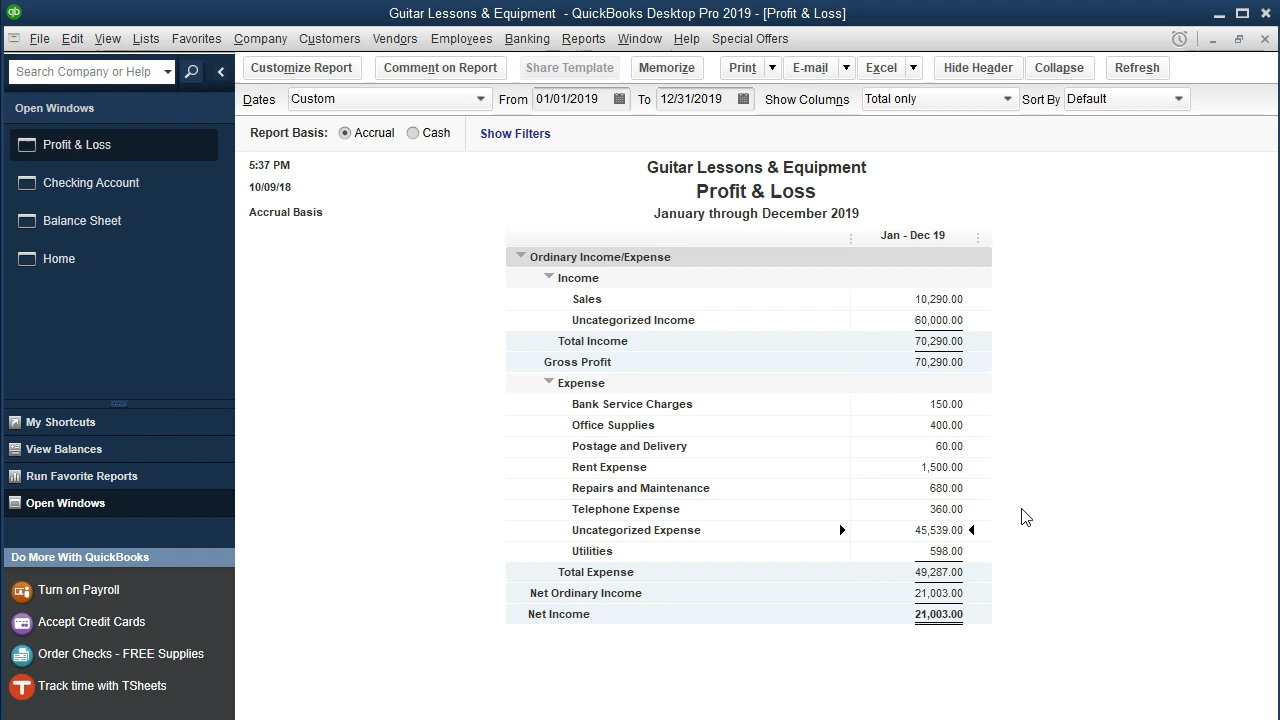 Guitar Lessons & Equipment - QuickBooks Desktop Pro 2019 - [Profit & Loss]
File Edit View Lists Favorites Company Customers Vendors Employees Banking Reports Window Help Special Offers
Search Company or Help
Customize Report Comment on Report Share Template Memorize Print E-mail Excel Hide Header Collapse Refresh
Dates Custom From 01/01/2019 To 12/31/2019 Show Columns Total only Sort By Default
Report Basis: Accrual Cash Show Filters
Open Windows
Profit & Loss
Checking Account
Balance Sheet
Home
My Shortcuts
View Balances
Run Favorite Reports
Open Windows
Do More With QuickBooks
Turn on Payroll
Accept Credit Cards
Order Checks - FREE Supplies
Track time with TSheets
5:37 PM
10/09/18
Accrual Basis
Guitar Lessons & Equipment
Profit & Loss
January through December 2019
Jan - Dec 19
Ordinary Income/Expense
Income
Sales 10,290.00
Uncategorized Income 60,000.00
Total Income 70,290.00
Gross Profit 70,290.00
Expense
Bank Service Charges 150.00
Office Supplies 400.00
Postage and Delivery 60.00
Rent Expense 1,500.00
Repairs and Maintenance 680.00
Telephone Expense 360.00
Uncategorized Expense 45,539.00
Utilities 598.00
Total Expense 49,287.00
Net Ordinary Income 21,003.00
Net Income 21,003.00